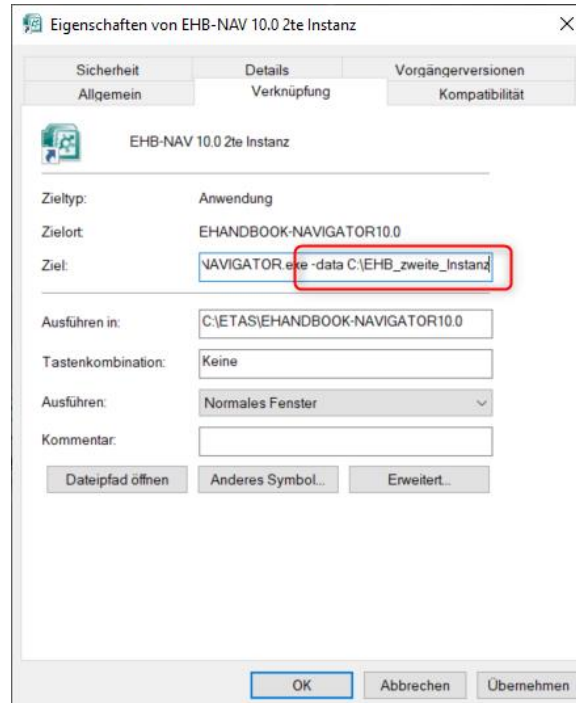 Eigenschaften von EHB-NAV 10.0 2te Instanz
Sicherheit Details Vorgängerversionen
Allgemein Verknüpfung Kompatibilität
EHB-NAV 10.0 2te Instanz
Zieltyp: Anwendung
Zielort: EHANDBOOK-NAVIGATOR10.0
Ziel: NAVIGATOR.exe -data C:\EHB_zweite_Instanz
Ausführen in: C:\ETAS\EHANDBOOK-NAVIGATOR10.0
Tastenkombination: Keine
Ausführen: Normales Fenster
Kommentar:
Dateipfad öffnen Anderes Symbol... Erweitert...
OK Abbrechen Übernehmen